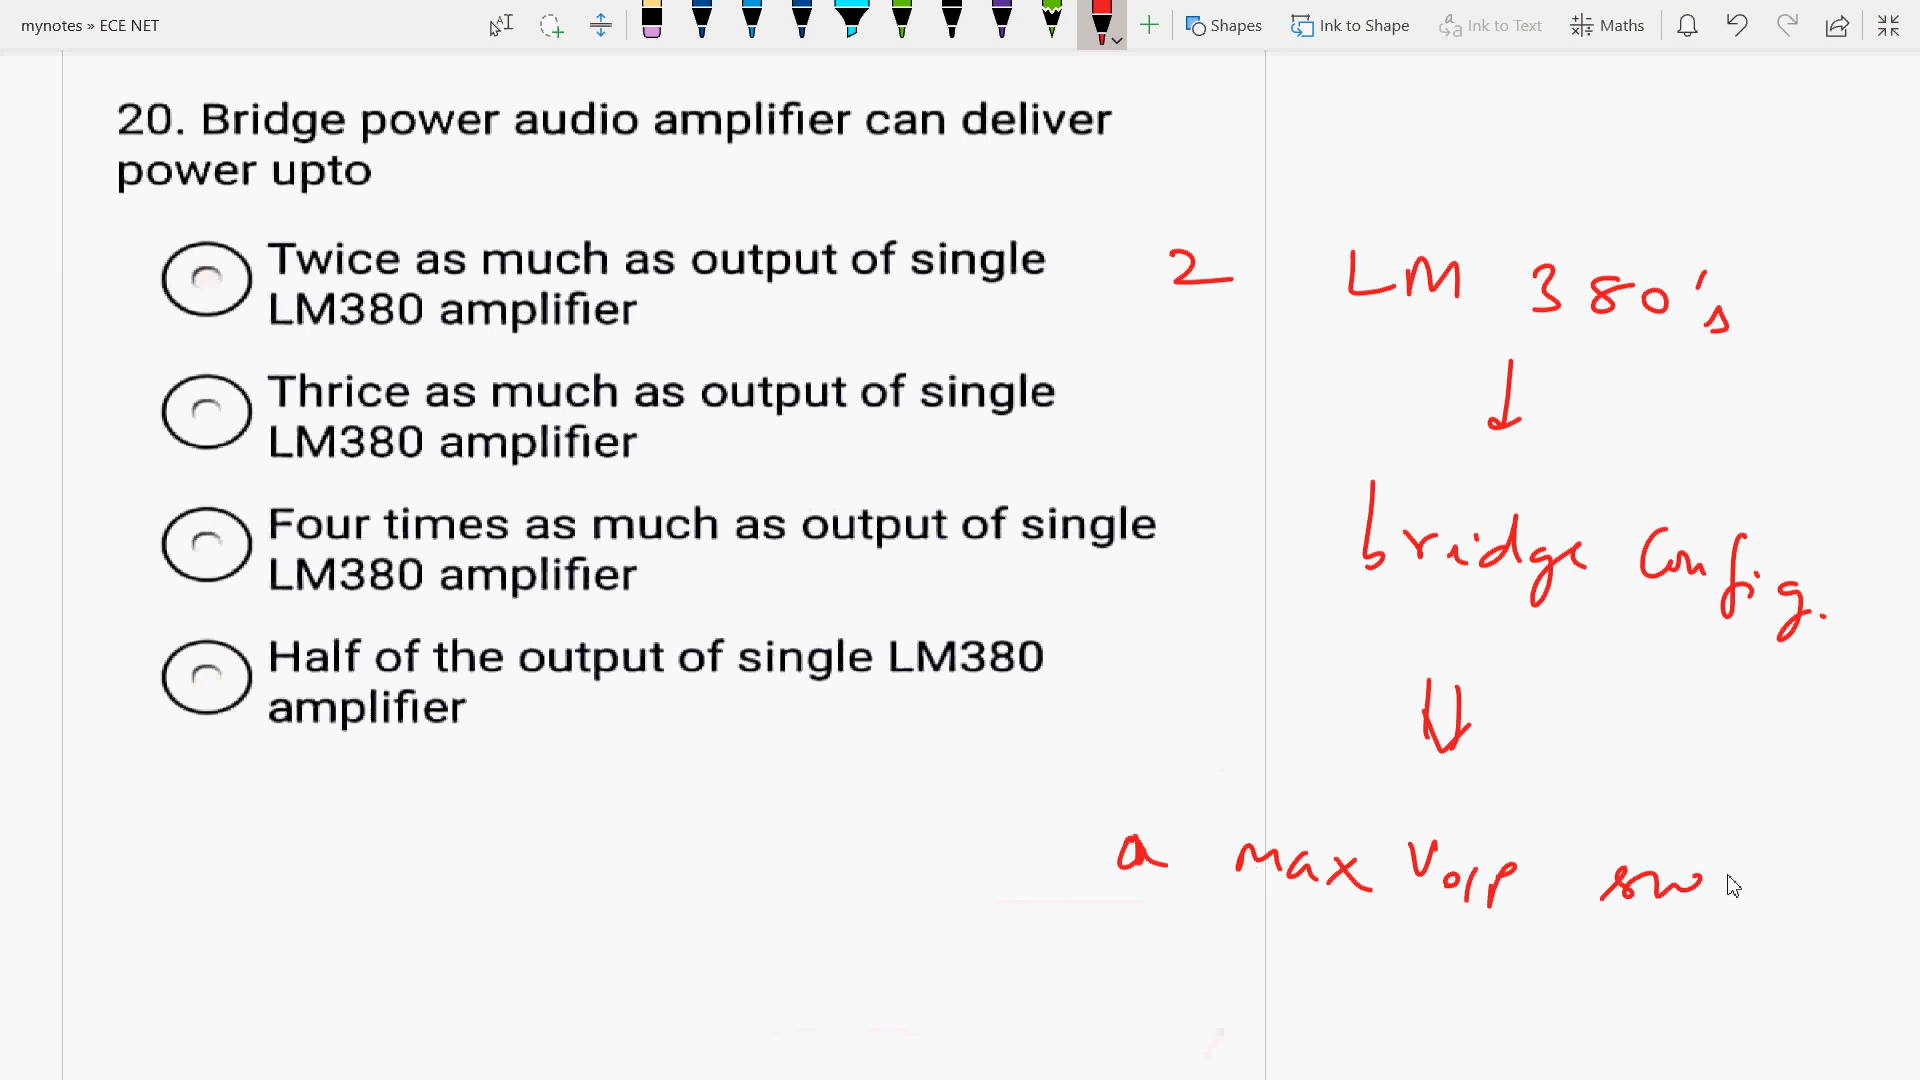 mynotes » ECE NET
Shapes
Ink to Shape
Ink to Text
Maths
20. Bridge power audio amplifier can deliver
power upto
Twice as much as output of single
LM380 amplifier
Thrice as much as output of single
LM380 amplifier
Four times as much as output of single
LM380 amplifier
Half of the output of single LM380
amplifier
2 LM 380's
bridge Config.
a max Vo/p sw